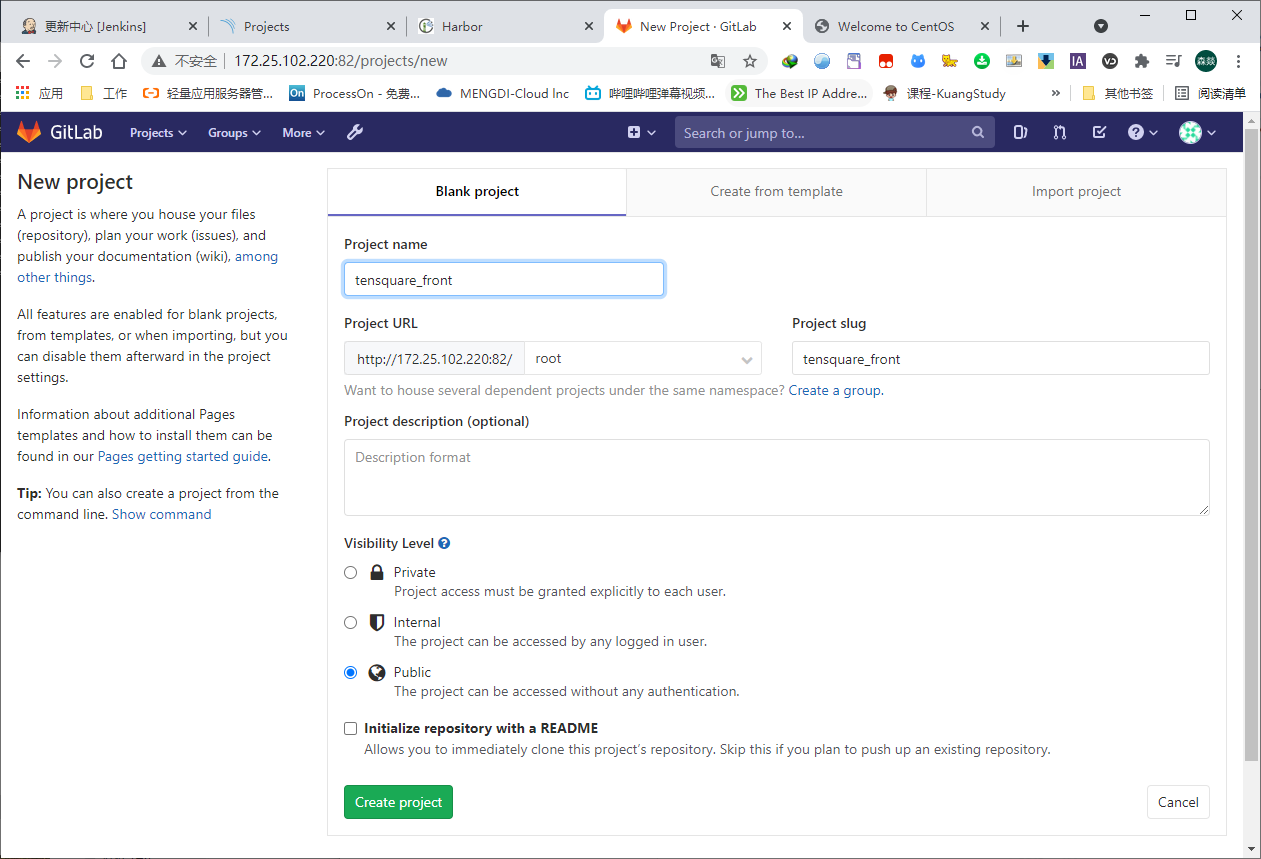 更新中心 [Jenkins]
Projects
Harbor
New Project · GitLab
Welcome to CentOS
不安全
172.25.102.220:82/projects/new
IA
森燚
应用
工作
轻量应用服务器管...
On
ProcessOn - 免费...
MENGDI-Cloud Inc
哔哩哔哩弹幕视频...
The Best IP Addre...
课程-KuangStudy
»
其他书签
阅读清单
GitLab
Projects
Groups
More
Search or jump to...
New project
A project is where you house your files
(repository), plan your work (issues), and
publish your documentation (wiki), among
other things.
All features are enabled for blank projects,
from templates, or when importing, but you
can disable them afterward in the project
settings.
Information about additional Pages
templates and how to install them can be
found in our Pages getting started guide.
Tip: You can also create a project from the
command line. Show command
Blank project
Create from template
Import project
Project name
tensquare_front
Project URL
Project slug
http://172.25.102.220:82/
root
tensquare_front
Want to house several dependent projects under the same namespace? Create a group.
Project description (optional)
Description format
Visibility Level
Private
Project access must be granted explicitly to each user.
Internal
The project can be accessed by any logged in user.
Public
The project can be accessed without any authentication.
Initialize repository with a README
Allows you to immediately clone this project’s repository. Skip this if you plan to push up an existing repository.
Create project
Cancel